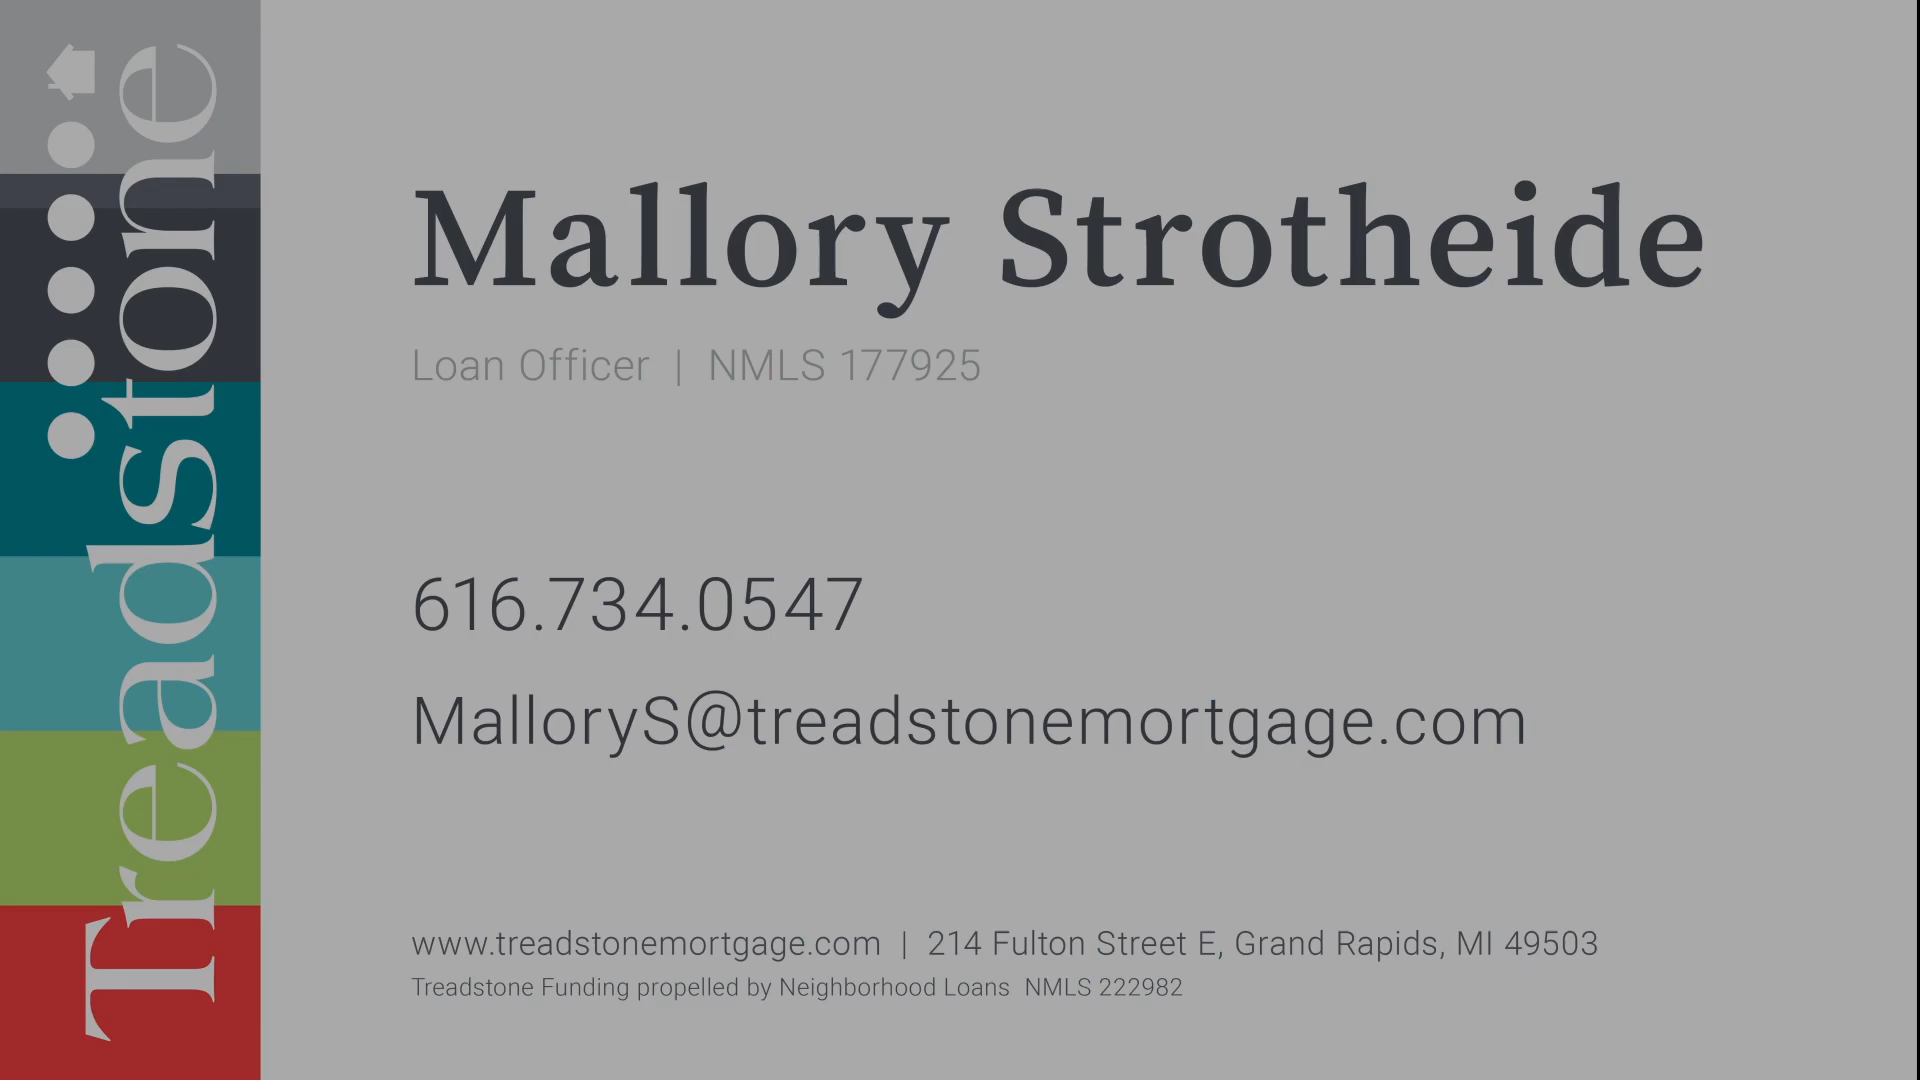 Treadstone
Mallory Strotheide
Loan Officer | NMLS 177925
616.734.0547
MalloryS@treadstonemortgage.com
www.treadstonemortgage.com | 214 Fulton Street E, Grand Rapids, MI 49503
Treadstone Funding propelled by Neighborhood Loans NMLS 222982